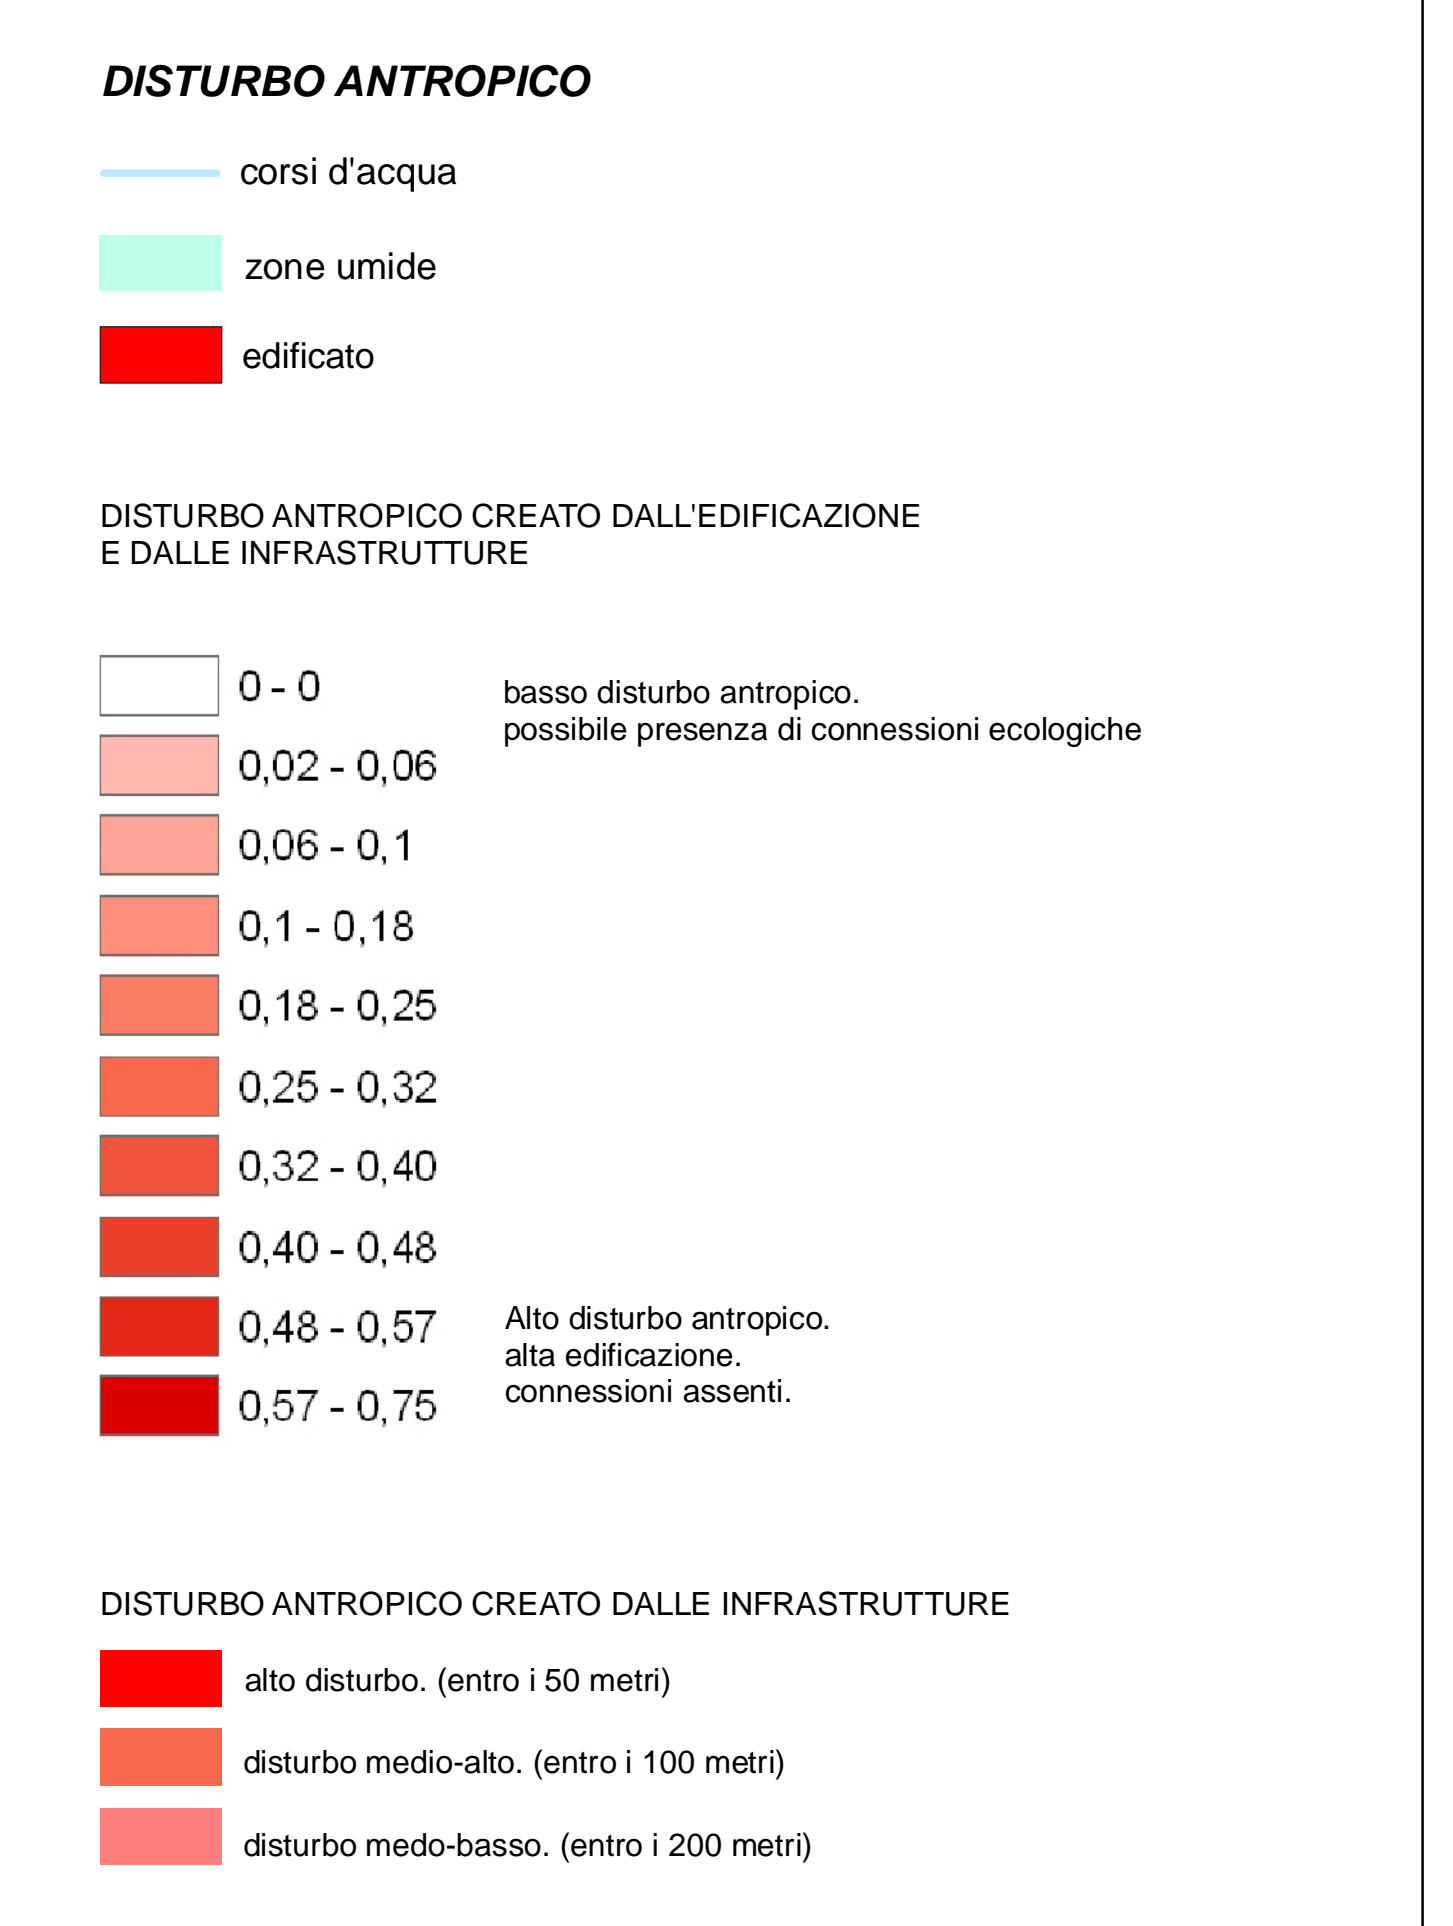 DISTURBO ANTROPICO
corsi d'acqua
zone umide
edificato
DISTURBO ANTROPICO CREATO DALL'EDIFICAZIONE
E DALLE INFRASTRUTTURE
0 - 0
basso disturbo antropico.
possibile presenza di connessioni ecologiche
0,02 - 0,06
0,06 - 0,1
0,1 - 0,18
0,18 - 0,25
0,25 - 0,32
0,32 - 0,40
0,40 - 0,48
0,48 - 0,57
Alto disturbo antropico.
alta edificazione.
connessioni assenti.
0,57 - 0,75
DISTURBO ANTROPICO CREATO DALLE INFRASTRUTTURE
alto disturbo. (entro i 50 metri)
disturbo medio-alto. (entro i 100 metri)
disturbo medo-basso. (entro i 200 metri)